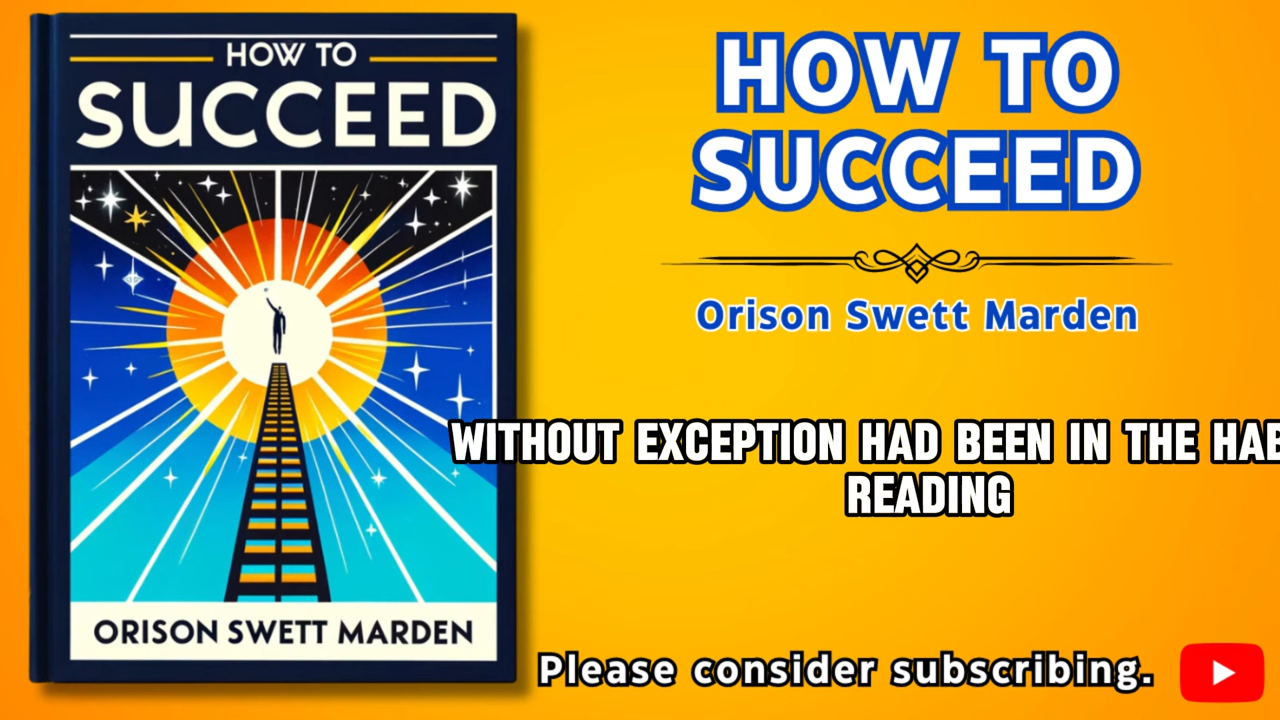 HOW TO
SUCCEED
ORISON SWETT MARDEN
HOW TO
SUCCEED
Orison Swett Marden
WITHOUT EXCEPTION HAD BEEN IN THE
READING
Please consider subscribing.